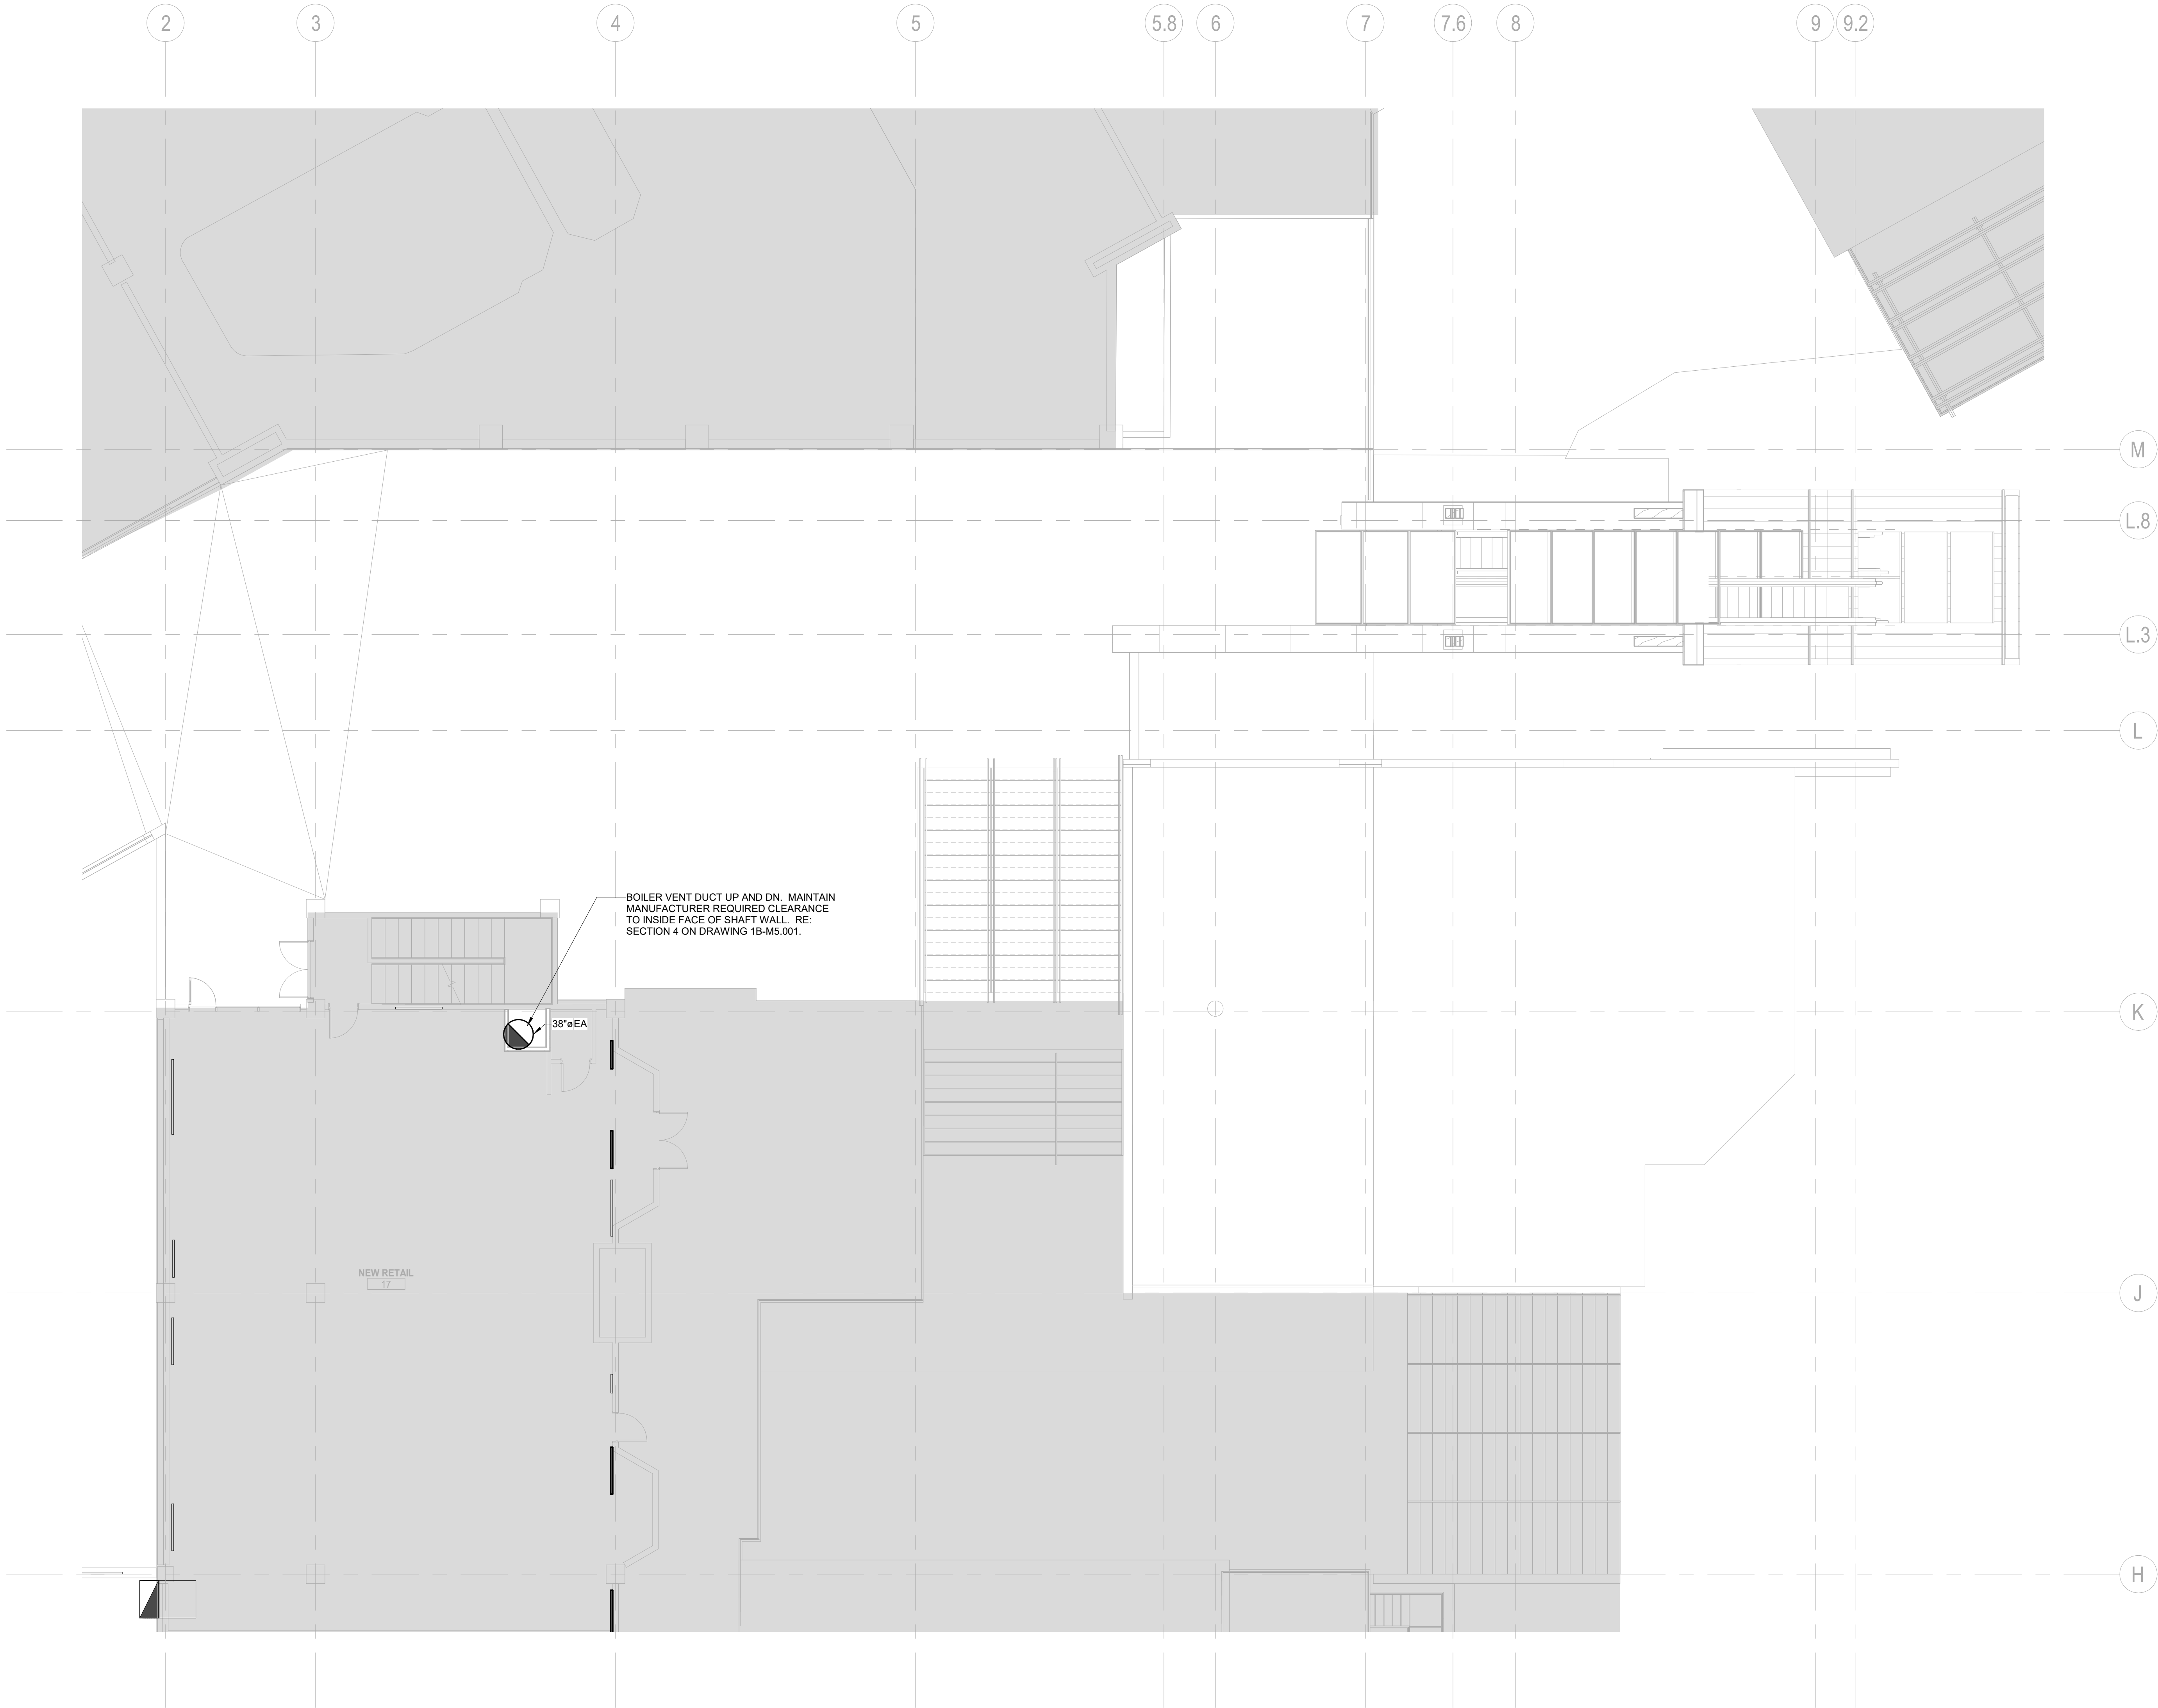 2
3
4
5
5.8
6
7
7.6
8
9
9.2
M
L.8
L.3
L
BOILER VENT DUCT UP AND DN. MAINTAIN
MANUFACTURER REQUIRED CLEARANCE
TO INSIDE FACE OF SHAFT WALL. RE:
SECTION 4 ON DRAWING 1B-M5.001.
K
38"øEA
NEW RETAIL
17
J
H